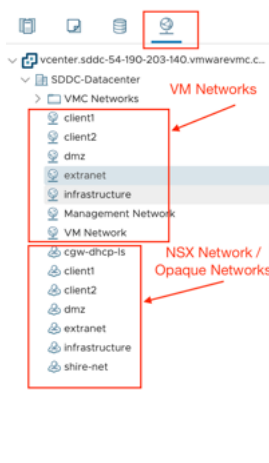 vcenter.sddc-54-190-203-140.vmwarevmc.c...
SDDC-Datacenter
VM Networks
VMC Networks
client1
client2
dmz
extranet
infrastructure
Management Network
VM Network
cgw-dhcp-ls
NSX Network /
Opaque Networks
client1
client2
dmz
extranet
infrastructure
shire-net